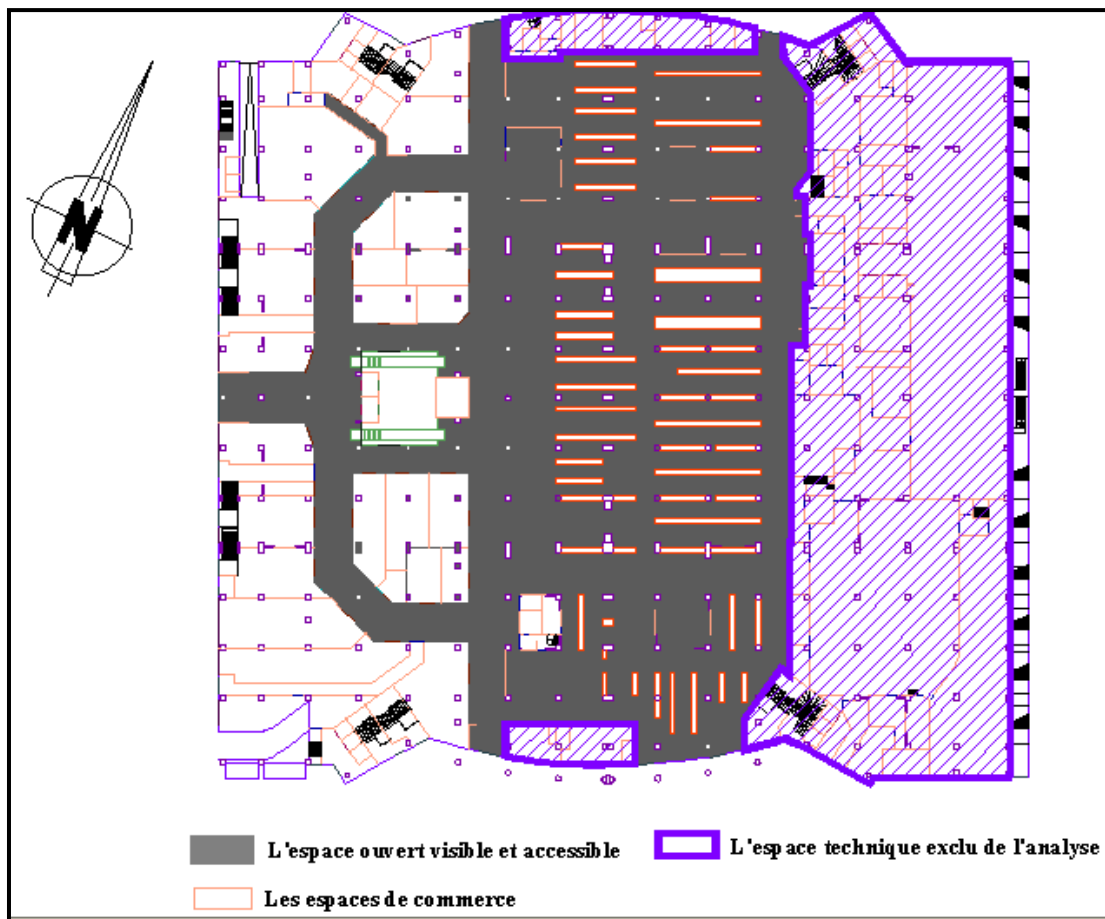 N
L'espace ouvert visible et accessible
L'espace technique exclu de l'analyse
Les espaces de commerce